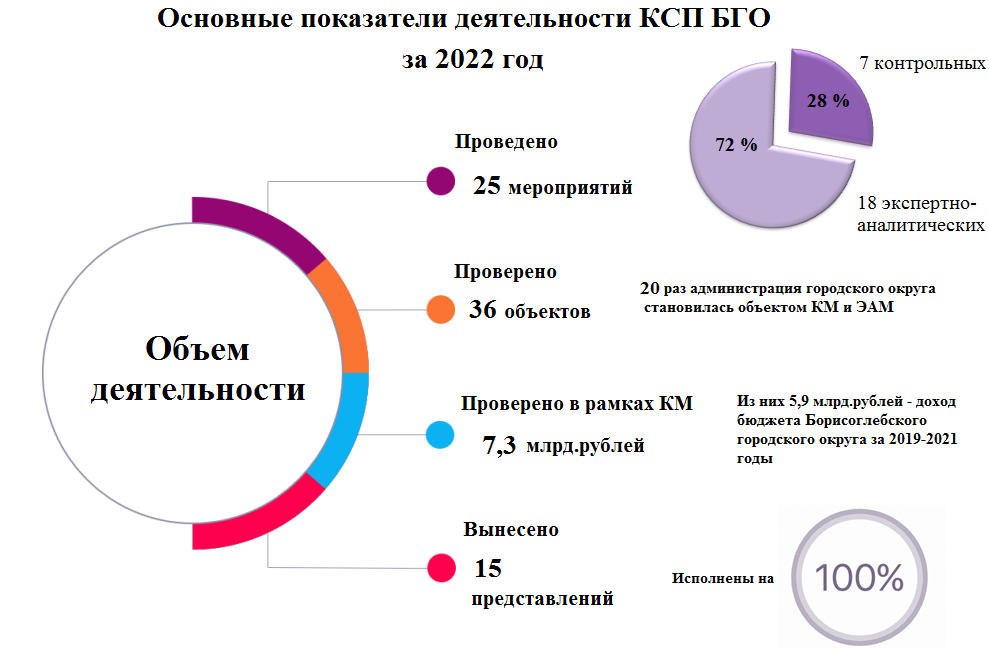 Основные показатели деятельности КСП БГО
за 2022 год
7 контрольных
28 %
72 %
18 экспертно-
аналитических
Проведено
25 мероприятий
Проверено
36 объектов
20 раз администрация городского округа
становилась объектом КМ и ЭАМ
Объем
деятельности
Проверено в рамках КМ
7,3 млрд.рублей
Из них 5,9 млрд.рублей - доход
бюджета Борисоглебского
городского округа за 2019-2021
годы
Вынесено
15
представлений
Исполнены на
100%